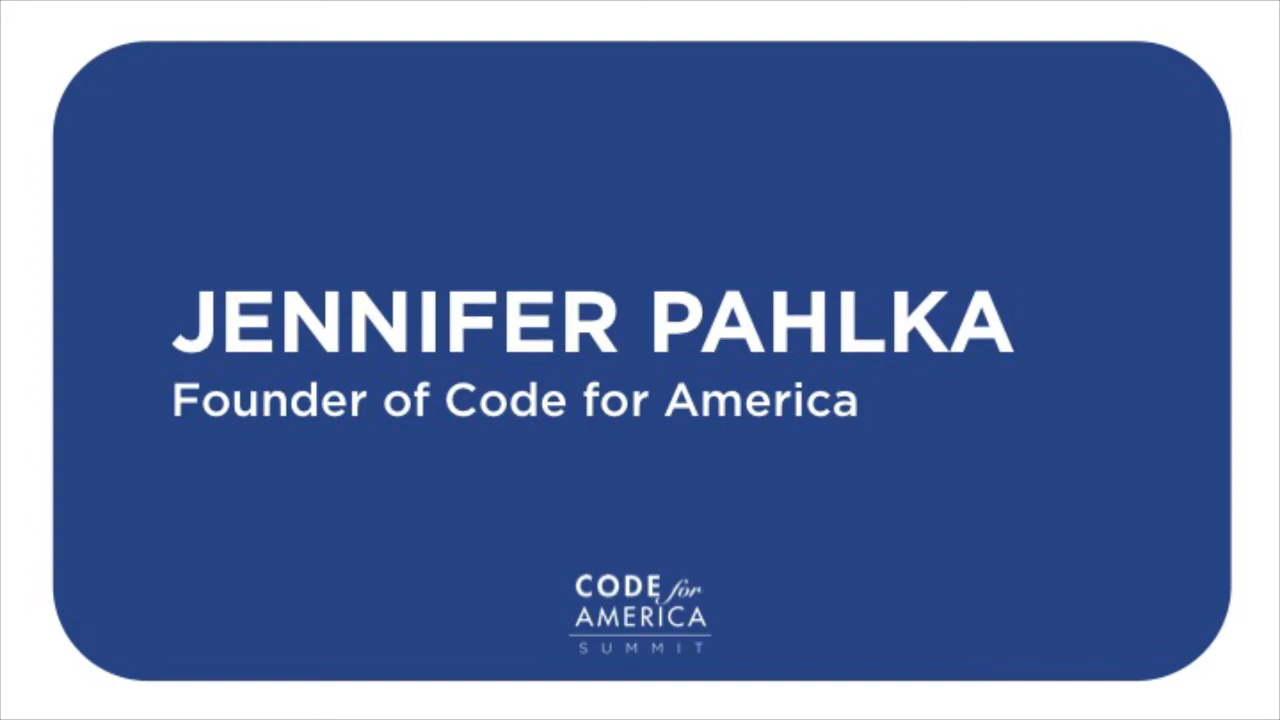 JENNIFER PAHLKA
Founder of Code for America
CODE for
AMERICA
SUMMIT